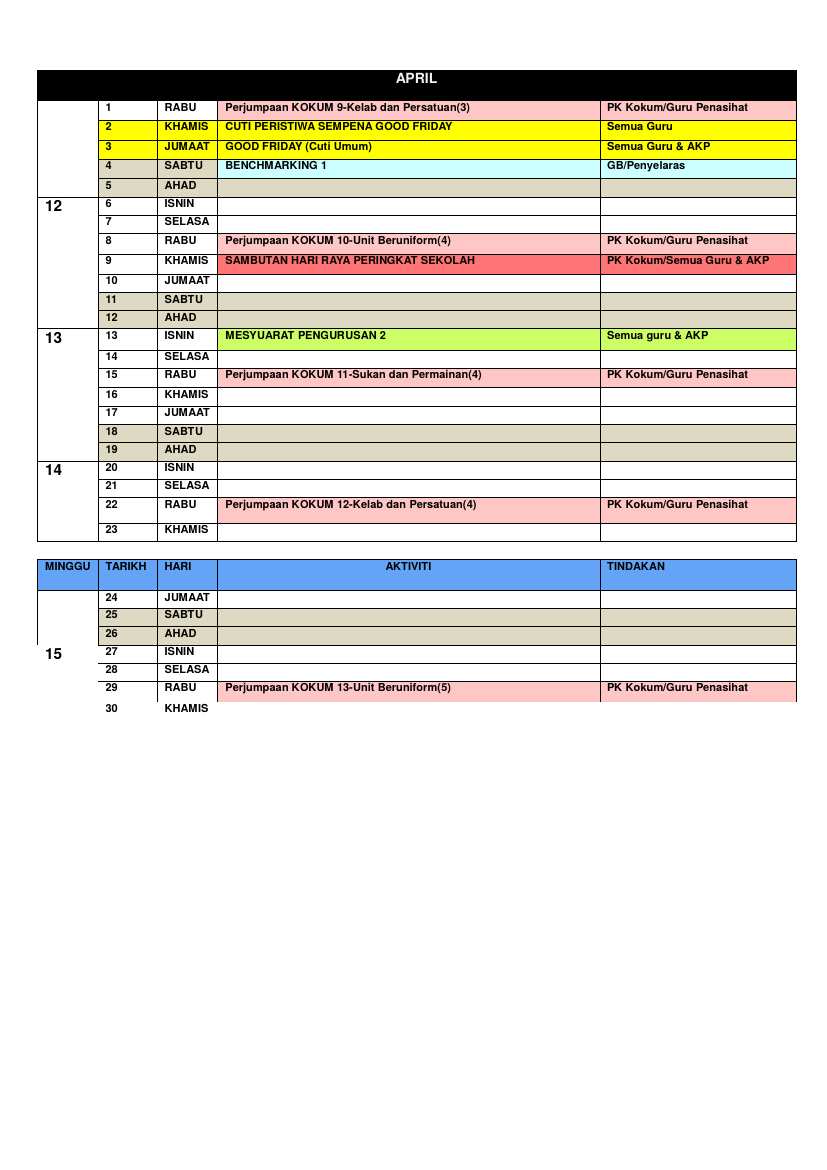 APRIL
1 RABU Perjumpaan KOKUM 9-Kelab dan Persatuan(3) PK Kokum/Guru Penasihat
2 KHAMIS CUTI PERISTIWA SEMPENA GOOD FRIDAY Semua Guru
3 JUMAAT GOOD FRIDAY (Cuti Umum) Semua Guru & AKP
4 SABTU BENCHMARKING 1 GB/Penyelaras
5 AHAD
12 6 ISNIN
7 SELASA
8 RABU Perjumpaan KOKUM 10-Unit Beruniform(4) PK Kokum/Guru Penasihat
9 KHAMIS SAMBUTAN HARI RAYA PERINGKAT SEKOLAH PK Kokum/Semua Guru & AKP
10 JUMAAT
11 SABTU
12 AHAD
13 13 ISNIN MESYUARAT PENGURUSAN 2 Semua guru & AKP
14 SELASA
15 RABU Perjumpaan KOKUM 11-Sukan dan Permainan(4) PK Kokum/Guru Penasihat
16 KHAMIS
17 JUMAAT
18 SABTU
19 AHAD
14 20 ISNIN
21 SELASA
22 RABU Perjumpaan KOKUM 12-Kelab dan Persatuan(4) PK Kokum/Guru Penasihat
23 KHAMIS
MINGGU TARIKH HARI AKTIVITI TINDAKAN
24 JUMAAT
25 SABTU
26 AHAD
15 27 ISNIN
28 SELASA
29 RABU Perjumpaan KOKUM 13-Unit Beruniform(5) PK Kokum/Guru Penasihat
30 KHAMIS